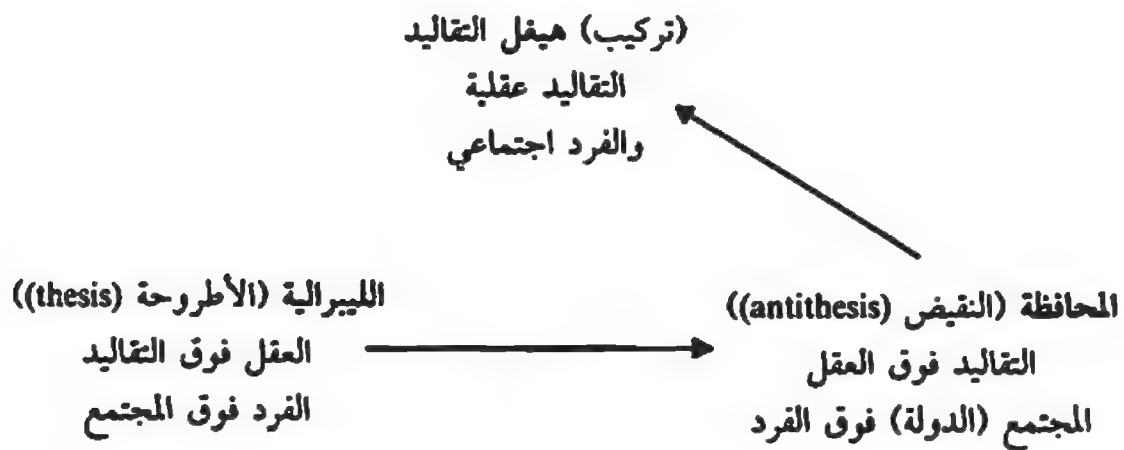 (تركيب) هيغل التقاليد
التقاليد عقلية
والفرد اجتماعي
المحافظة (النقيض (antithesis))
التقاليد فوق العقل
المجتمع (الدولة) فوق الفرد
الليبرالية (الأطروحة (thesis))
العقل فوق التقاليد
الفرد فوق المجتمع